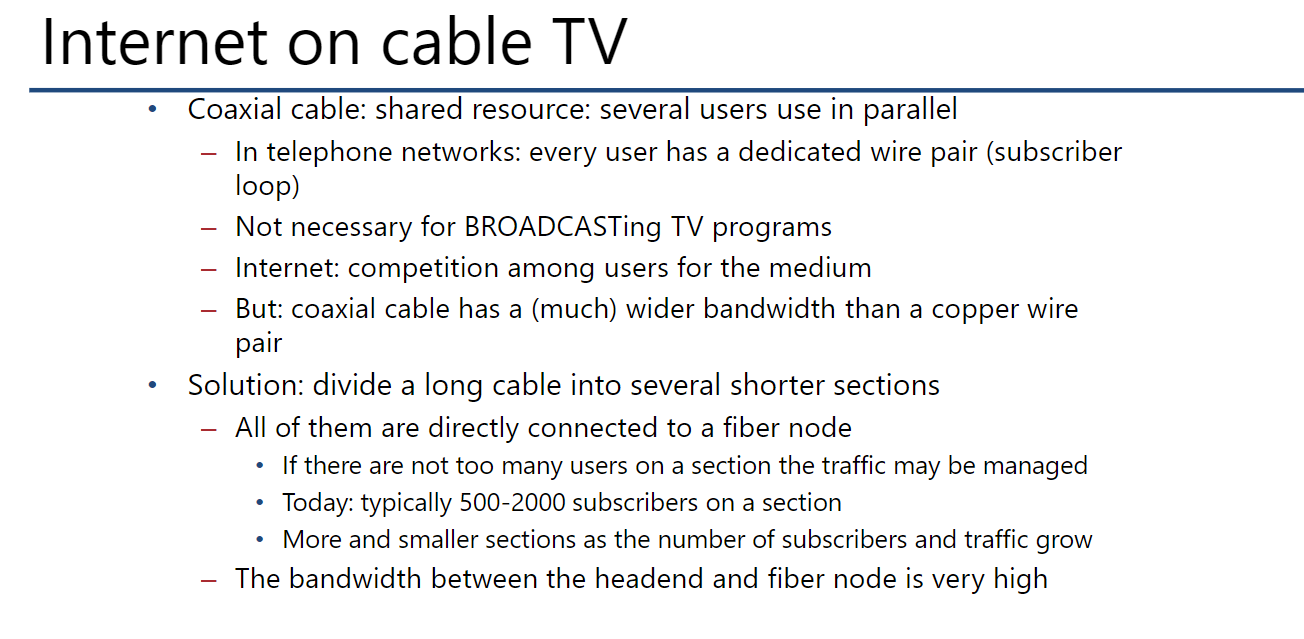 Internet on cable TV
• Coaxial cable: shared resource: several users use in parallel
– In telephone networks: every user has a dedicated wire pair (subscriber
loop)
– Not necessary for BROADCASTing TV programs
– Internet: competition among users for the medium
– But: coaxial cable has a (much) wider bandwidth than a copper wire
pair
• Solution: divide a long cable into several shorter sections
– All of them are directly connected to a fiber node
• If there are not too many users on a section the traffic may be managed
• Today: typically 500-2000 subscribers on a section
• More and smaller sections as the number of subscribers and traffic grow
– The bandwidth between the headend and fiber node is very high